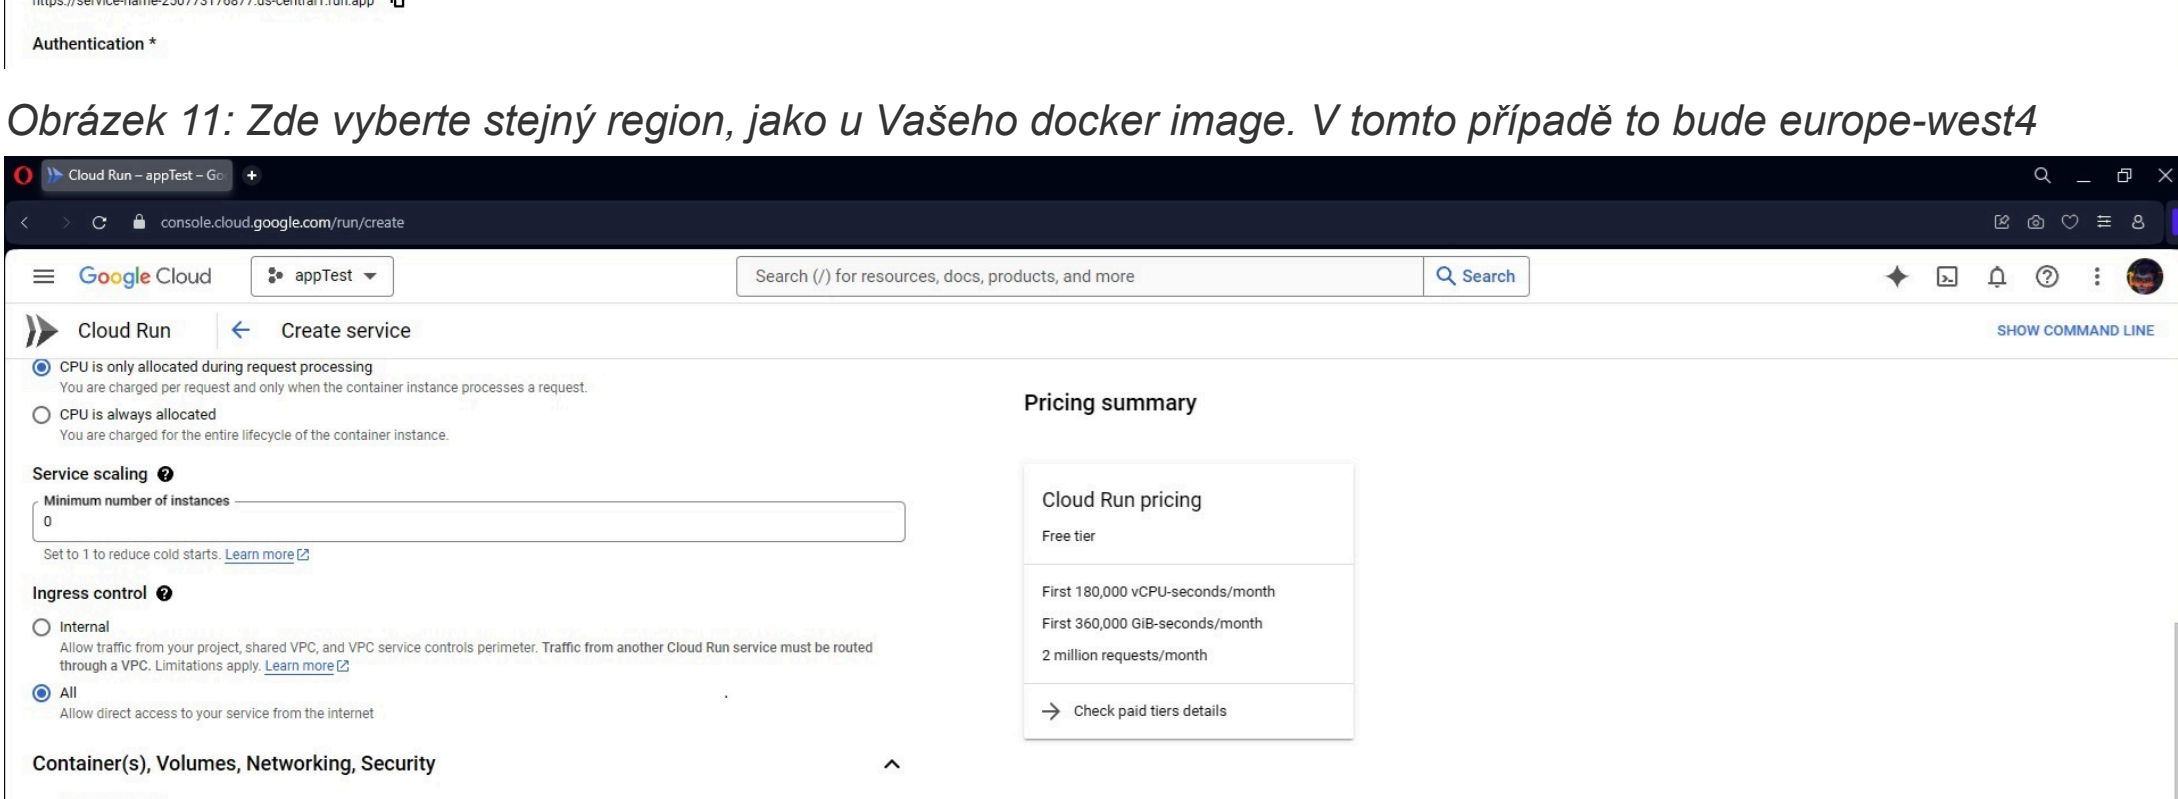 https://service-name-250773176877.us-central1.run.app
Authentication *
Obrázek 11: Zde vyberte stejný region, jako u Vašeho docker image. V tomto případě to bude europe-west4
Cloud Run – appTest – Go
console.cloud.google.com/run/create
Google Cloud
appTest
Search (/) for resources, docs, products, and more
Search
Cloud Run
Create service
SHOW COMMAND LINE
CPU is only allocated during request processing
You are charged per request and only when the container instance processes a request.
CPU is always allocated
You are charged for the entire lifecycle of the container instance.
Service scaling
Minimum number of instances
0
Set to 1 to reduce cold starts. Learn more
Ingress control
Internal
Allow traffic from your project, shared VPC, and VPC service controls perimeter. Traffic from another Cloud Run service must be routed
through a VPC. Limitations apply. Learn more
All
Allow direct access to your service from the internet
Container(s), Volumes, Networking, Security
Pricing summary
Cloud Run pricing
Free tier
First 180,000 vCPU-seconds/month
First 360,000 GiB-seconds/month
2 million requests/month
Check paid tiers details